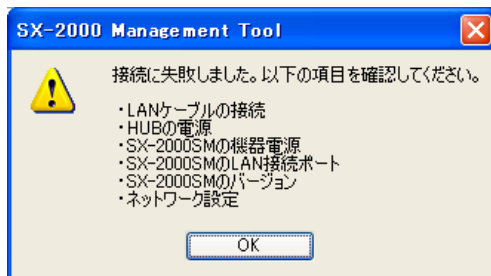 SX-2000 Management Tool
接続に失敗しました。以下の項目を確認してください。
・LANケーブルの接続
・HUBの電源
・SX-2000SMの機器電源
・SX-2000SMのLAN接続ポート
・SX-2000SMのバージョン
・ネットワーク設定
OK